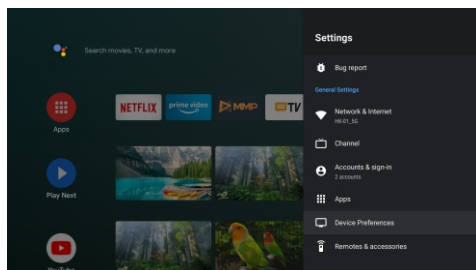 Settings
Search movies, TV, and more
Bug report
General Settings
NETFLIX
prime video
MMP
TV
Network & Internet
HK-01_5G
Apps
Channel
Accounts & sign-in
2 accounts
Apps
Play Next
Device Preferences
Remotes & accessories
YouTube